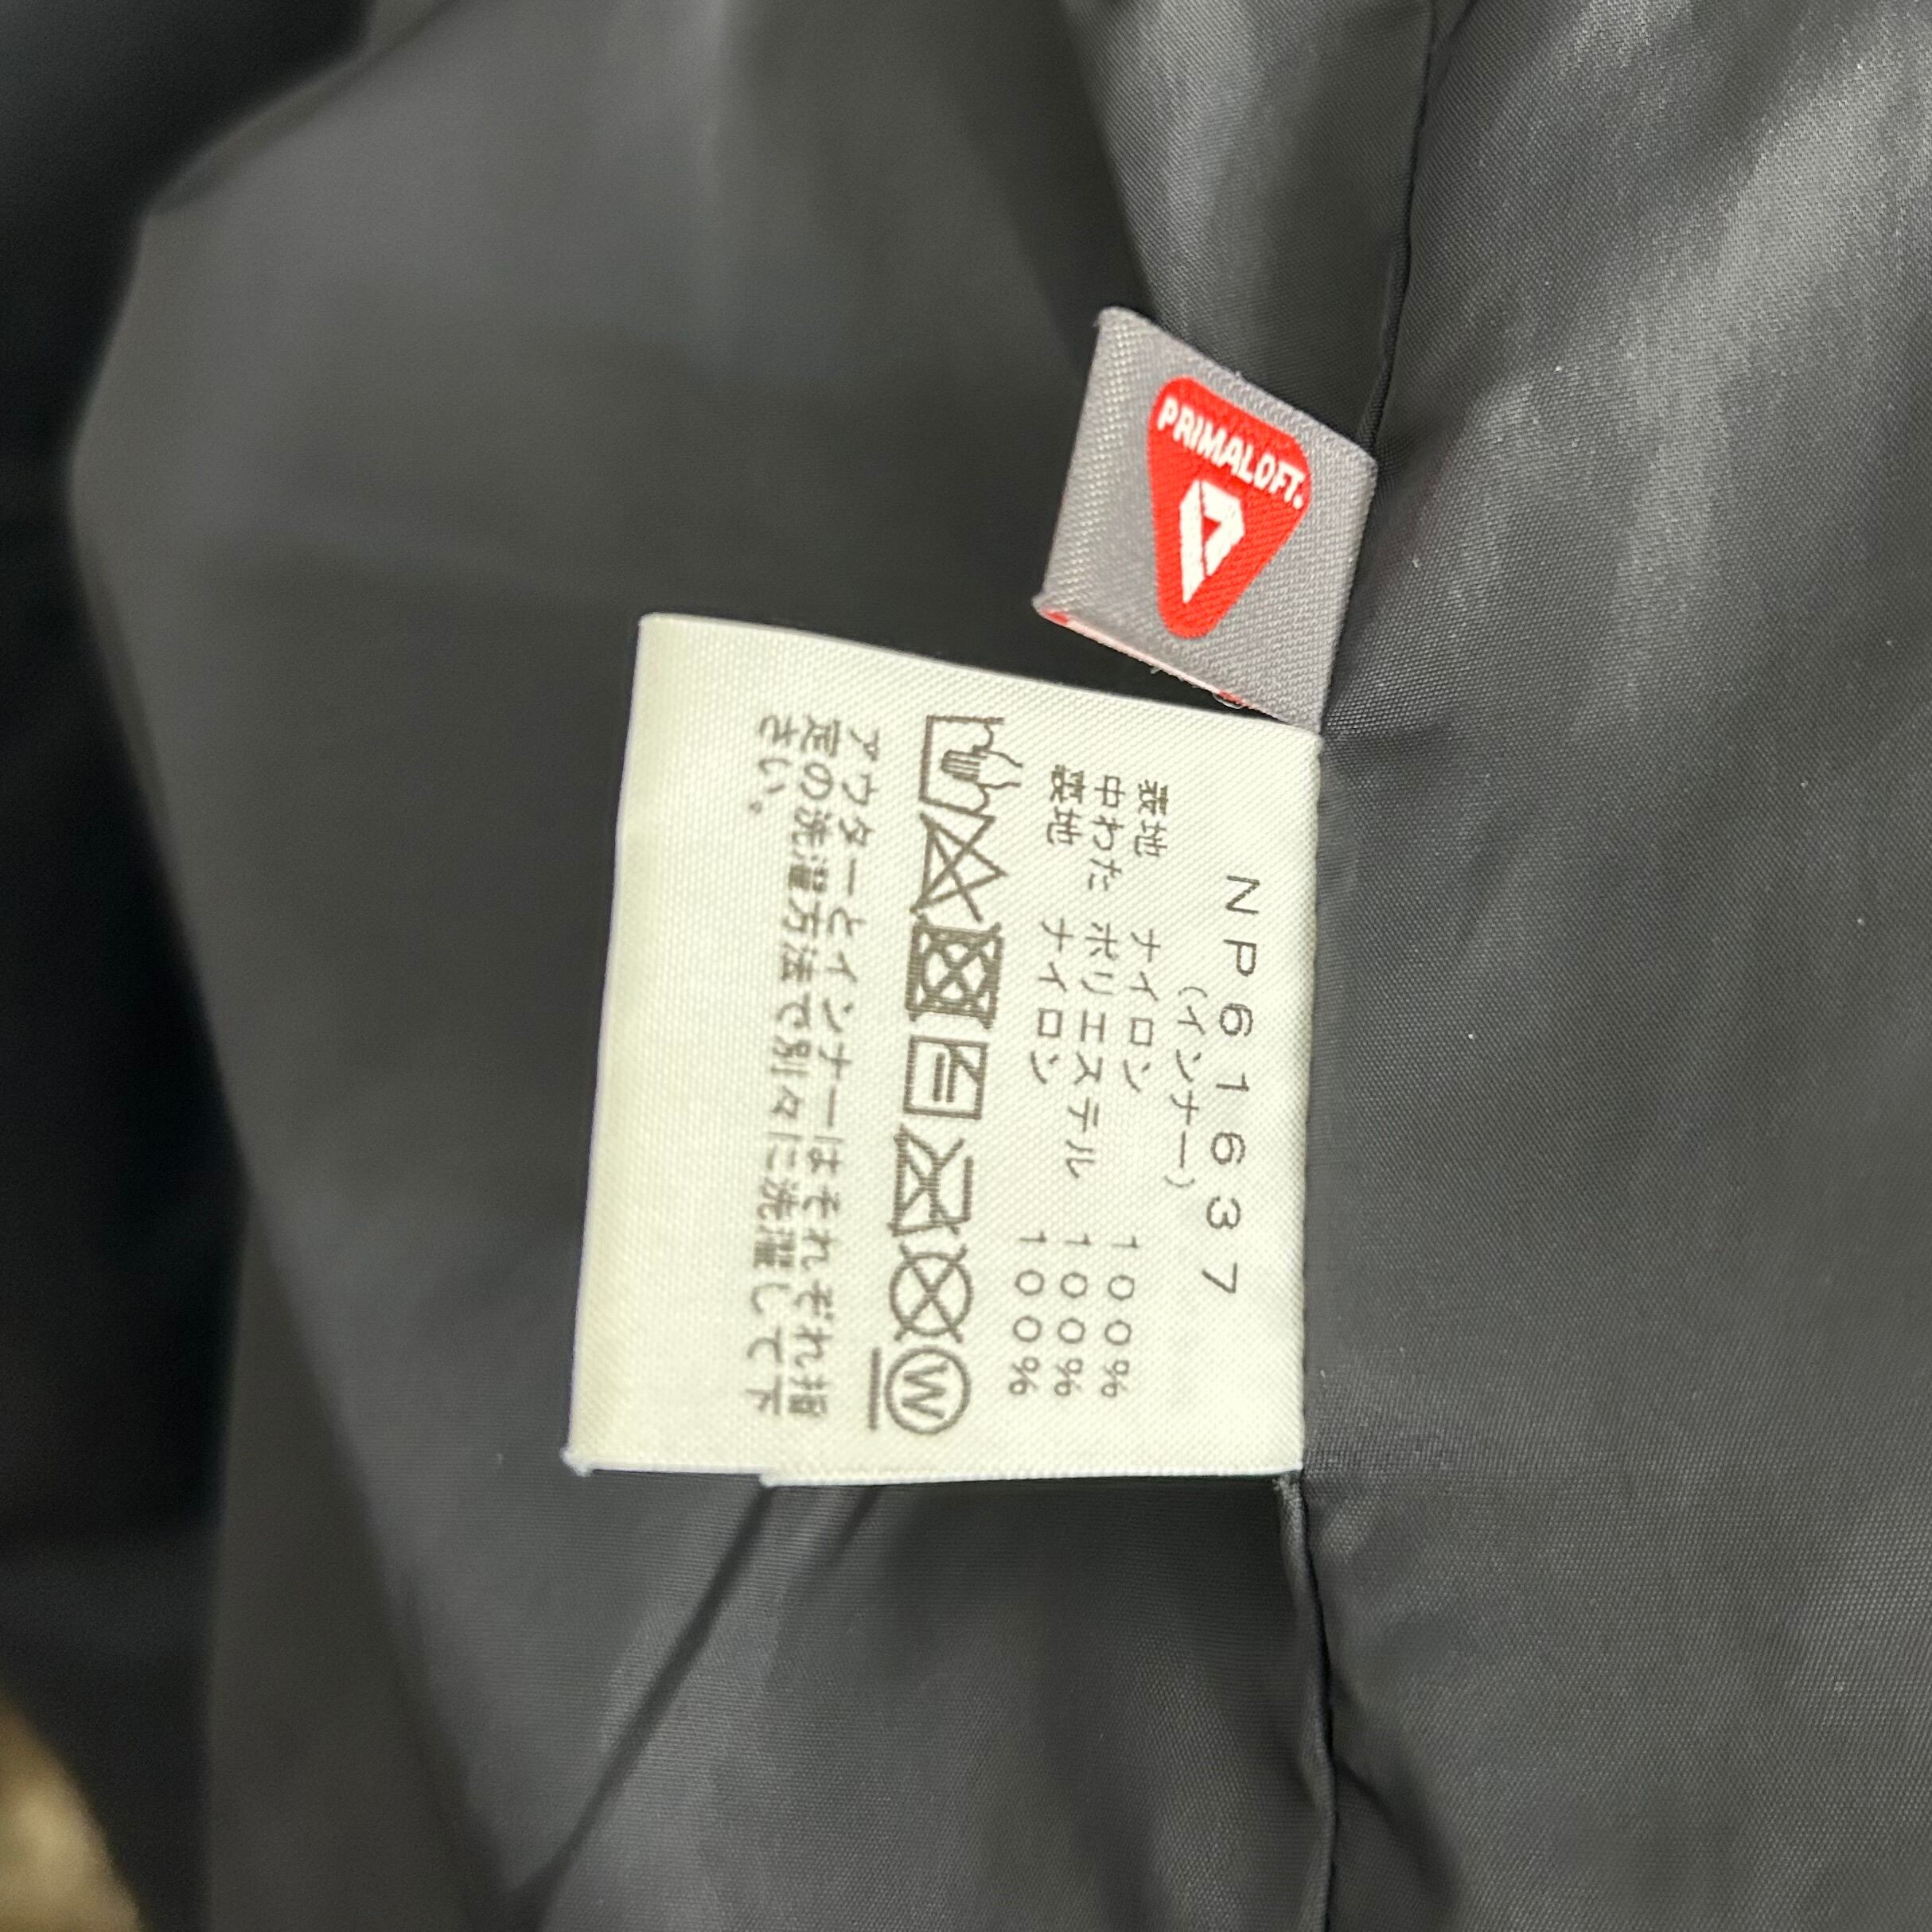 PRIMALOFT.
NP61637
(インナー)
表地 ナイロン 100%
中わた ポリエステル 100%
裏地 ナイロン 100%
W
アウターとインナーはそれぞれ指
定の洗濯方法で別々に洗濯して下
さい。